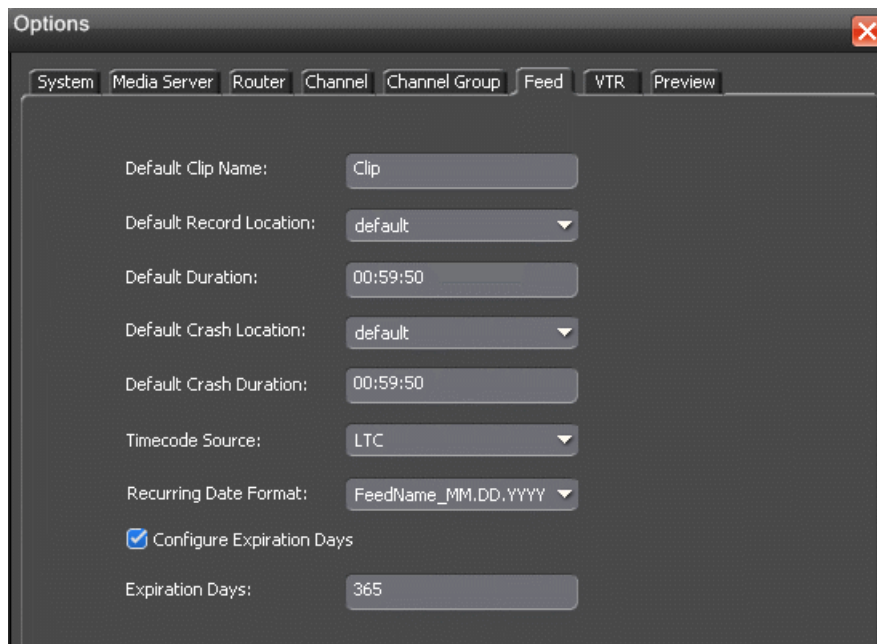 Options
System Media Server Router Channel Channel Group Feed VTR Preview
Default Clip Name: Clip
Default Record Location: default
Default Duration: 00:59:50
Default Crash Location: default
Default Crash Duration: 00:59:50
Timecode Source: LTC
Recurring Date Format: FeedName_MM.DD.YYYY
Configure Expiration Days
Expiration Days: 365